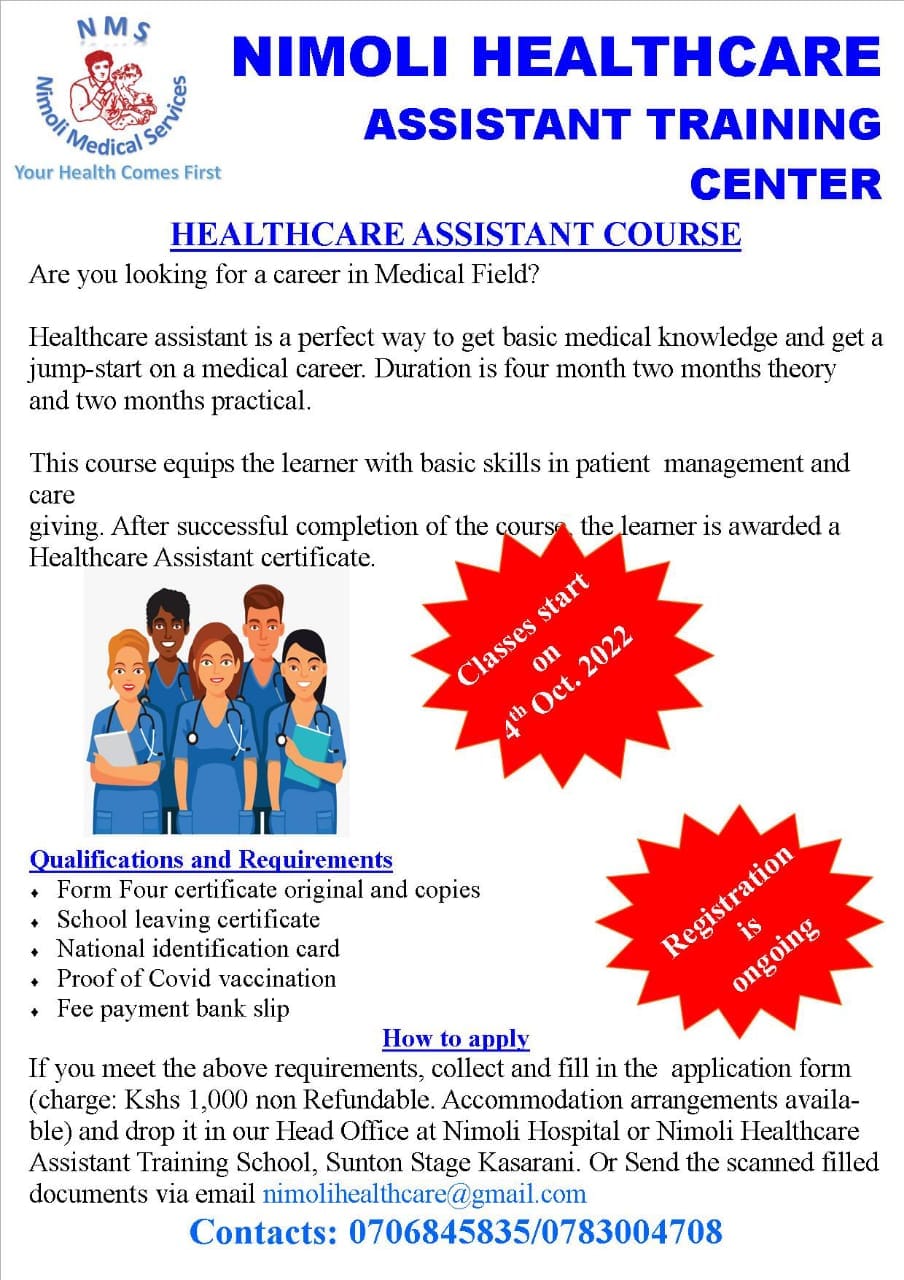 N M S
Nimoli Medical Services
Your Health Comes First
NIMOLI HEALTHCARE
ASSISTANT TRAINING
CENTER
HEALTHCARE ASSISTANT COURSE
Are you looking for a career in Medical Field?
Healthcare assistant is a perfect way to get basic medical knowledge and get a
jump-start on a medical career. Duration is four month two months theory
and two months practical.
This course equips the learner with basic skills in patient  management and
care
giving. After successful completion of the course, the learner is awarded a
Healthcare Assistant certificate.
Classes start
on
4th Oct. 2022
Qualifications and Requirements
♦ Form Four certificate original and copies
♦ School leaving certificate
♦ National identification card
♦ Proof of Covid vaccination
♦ Fee payment bank slip
Registration
is
ongoing
How to apply
If you meet the above requirements, collect and fill in the  application form
(charge: Kshs 1,000 non Refundable. Accommodation arrangements availa-
ble) and drop it in our Head Office at Nimoli Hospital or Nimoli Healthcare
Assistant Training School, Sunton Stage Kasarani. Or Send the scanned filled
documents via email nimolihealthcare@gmail.com
Contacts: 0706845835/0783004708